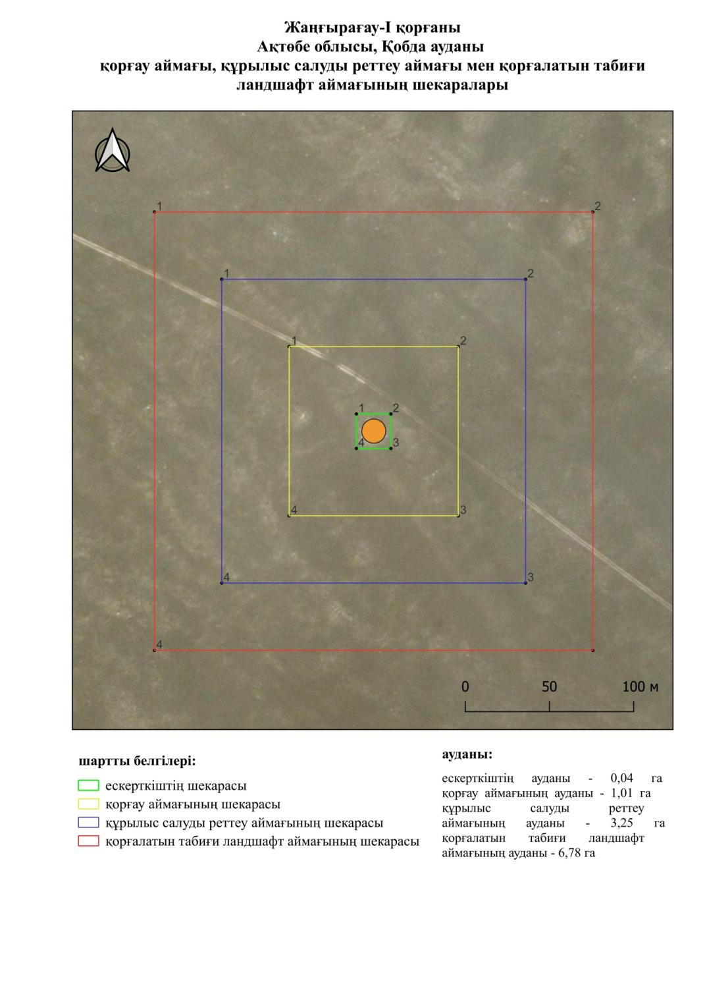 Жаңғырағау-I қорғаны
Ақтөбе облысы, Қобда ауданы
қорғау аймағы, құрылыс салуды реттеу аймағы мен қорғалатын табиғи
ландшафт аймағының шекаралары
1
2
1
2
1
2
1
2
4
3
4
3
4
3
4
0 50 100 м
шартты белгілері:
ескерткіштің шекарасы
қорғау аймағының шекарасы
құрылыс салуды реттеу аймағының шекарасы
қорғалатын табиғи ландшафт аймағының шекарасы
ауданы:
ескерткіштің ауданы - 0,04 га
қорғау аймағының ауданы - 1,01 га
құрылыс салуды реттеу
аймағының ауданы - 3,25 га
қорғалатын табиғи ландшафт
аймағының ауданы - 6,78 га